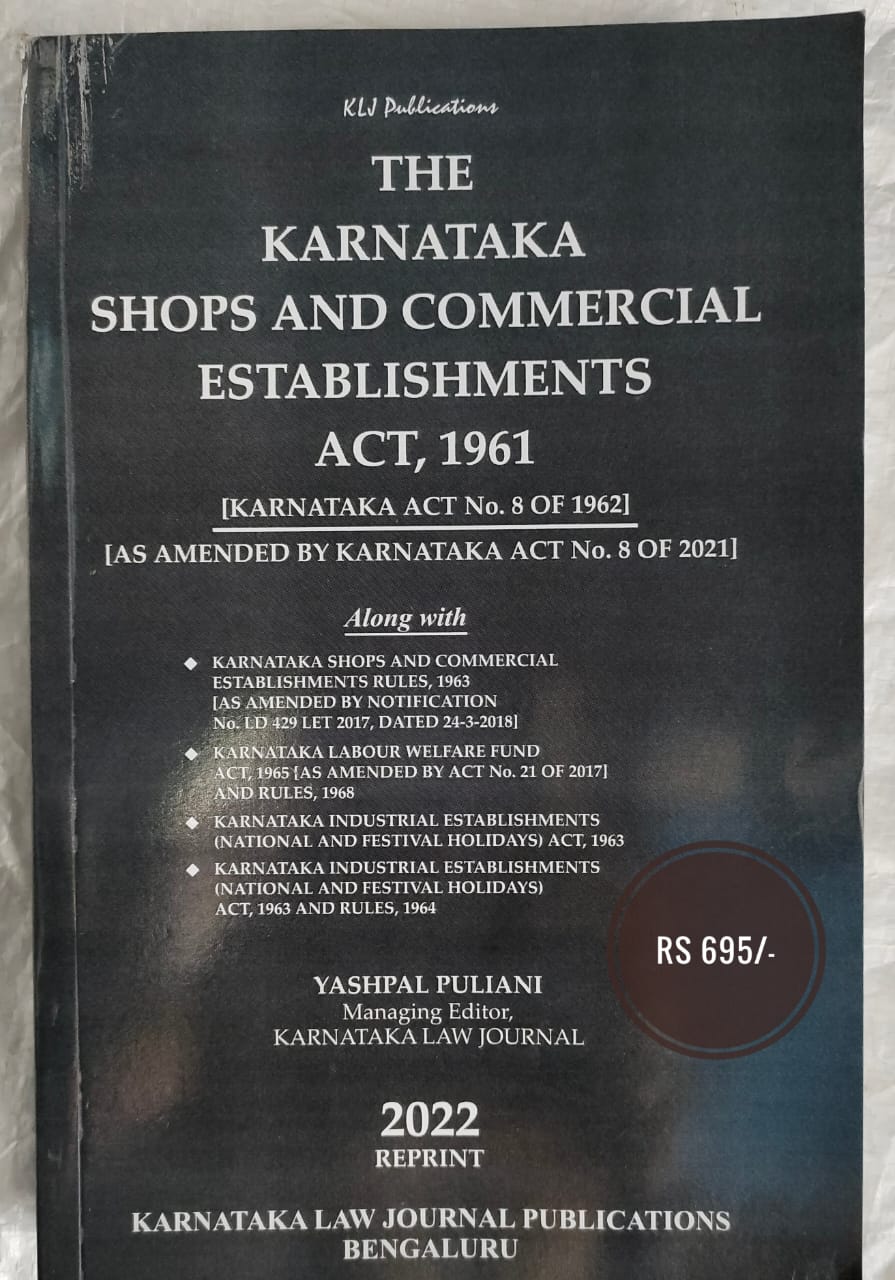 KLJ Publications
THE
KARNATAKA
SHOPS AND COMMERCIAL
ESTABLISHMENTS
ACT, 1961
[KARNATAKA ACT No. 8 OF 1962]
[AS AMENDED BY KARNATAKA ACT No. 8 OF 2021]
Along with
◆ KARNATAKA SHOPS AND COMMERCIAL
ESTABLISHMENTS RULES, 1963
[AS AMENDED BY NOTIFICATION
No. LD 429 LET 2017, DATED 24-3-2018]
◆ KARNATAKA LABOUR WELFARE FUND
ACT, 1965 [AS AMENDED BY ACT No. 21 OF 2017]
AND RULES, 1968
◆ KARNATAKA INDUSTRIAL ESTABLISHMENTS
(NATIONAL AND FESTIVAL HOLIDAYS) ACT, 1963
◆ KARNATAKA INDUSTRIAL ESTABLISHMENTS
(NATIONAL AND FESTIVAL HOLIDAYS)
ACT, 1963 AND RULES, 1964
RS 695/-
YASHPAL PULIANI
Managing Editor,
KARNATAKA LAW JOURNAL
2022
REPRINT
KARNATAKA LAW JOURNAL PUBLICATIONS
BENGALURU